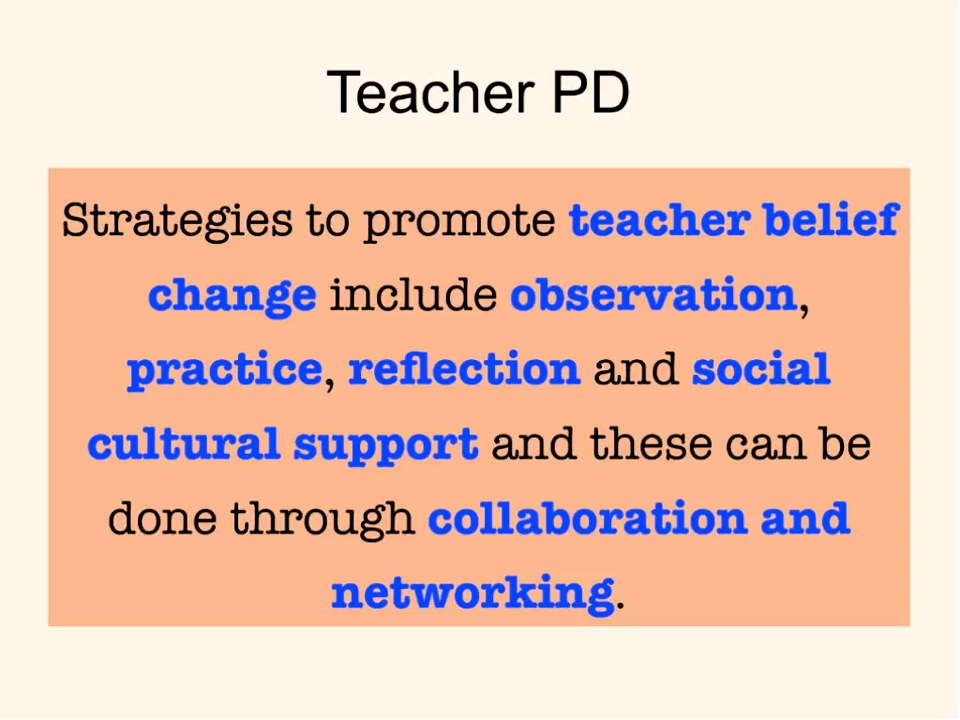 Teacher PD
Strategies to promote teacher belief
change include observation,
practice, reflection and social
cultural support and these can be
done through collaboration and
networking.